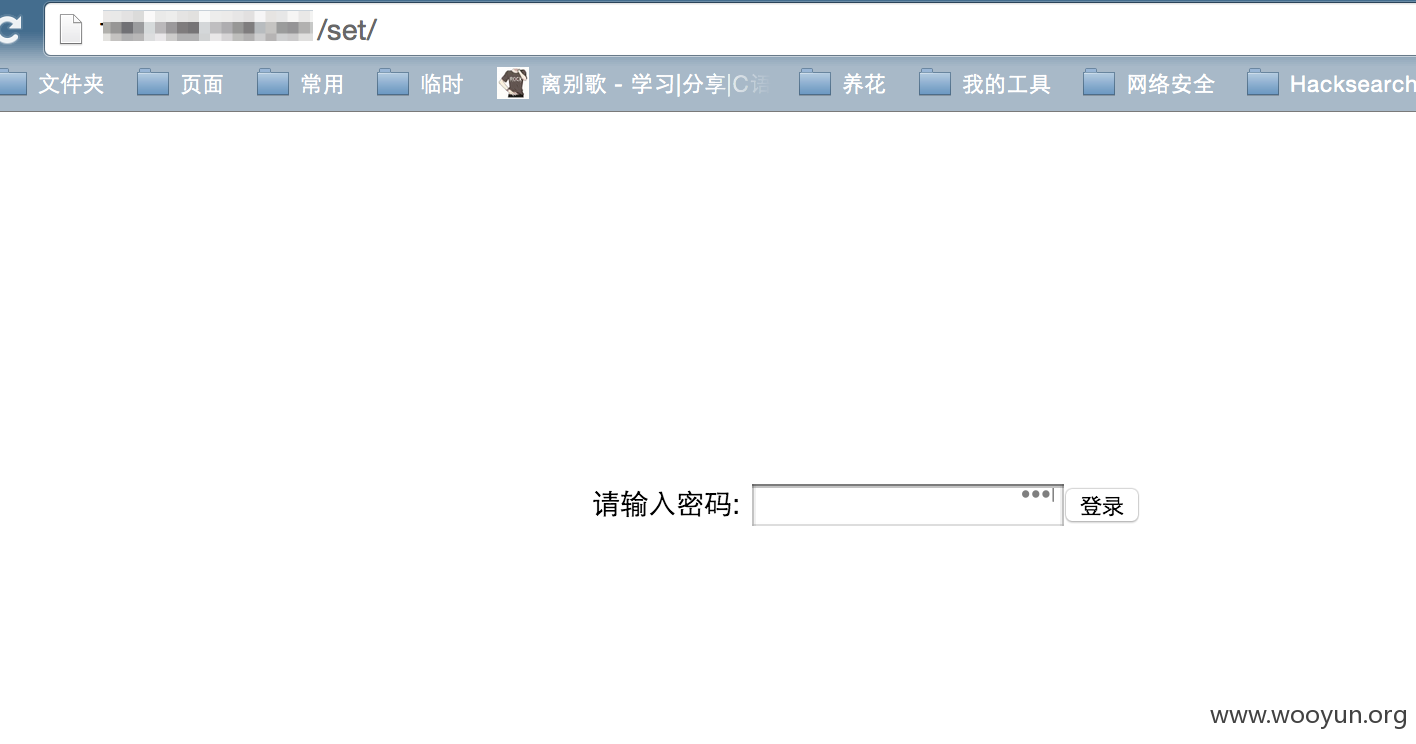 /set/
文件夹 页面 常用 临时 离别歌 - 学习|分享|C语 养花 我的工具 网络安全 Hacksearch
请输入密码: 登录
www.wooyun.org